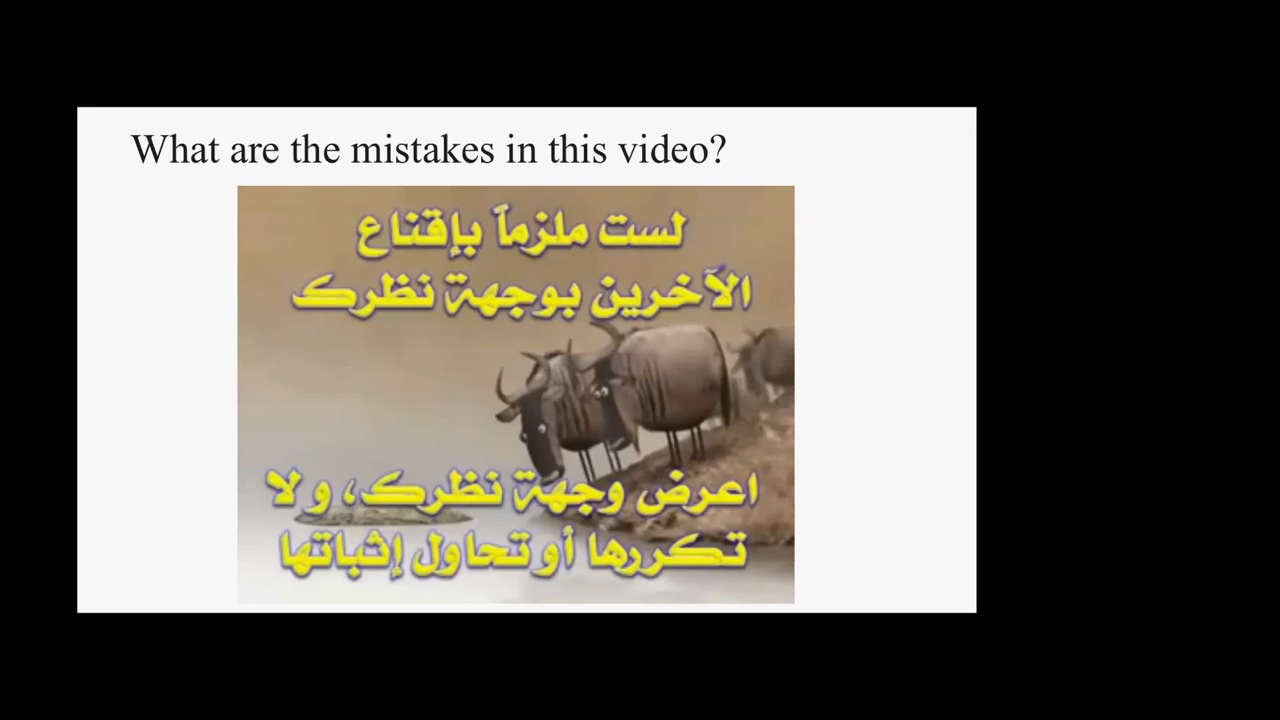 What are the mistakes in this video?
لست ملزماً بإقناع
الآخرين بوجهة نظرك
اعرض وجهة نظرك، ولا
تكررها أو تحاول إثباتها